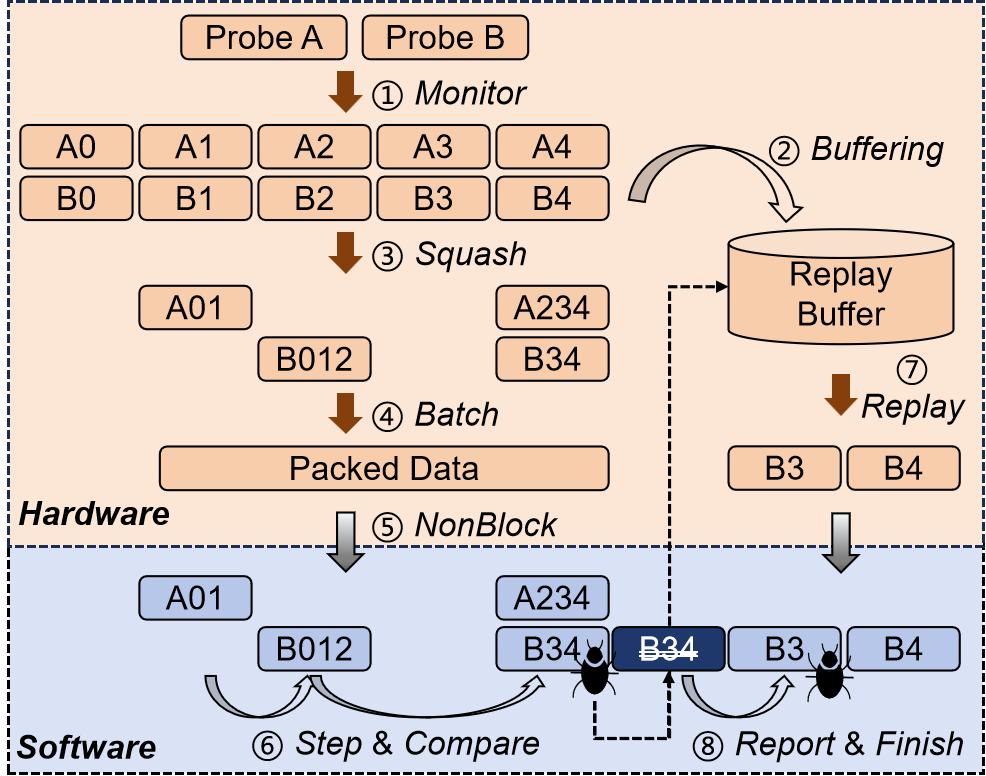 Probe A Probe B
① Monitor
A0 A1 A2 A3 A4
② Buffering
B0 B1 B2 B3 B4
③ Squash
Replay
Buffer
A01 A234
B012 B34
⑦
Replay
④ Batch
Packed Data
B3 B4
Hardware
⑤ NonBlock
A01 A234
B012 B34 B34 B3 B4
⑥ Step & Compare
⑧ Report & Finish
Software